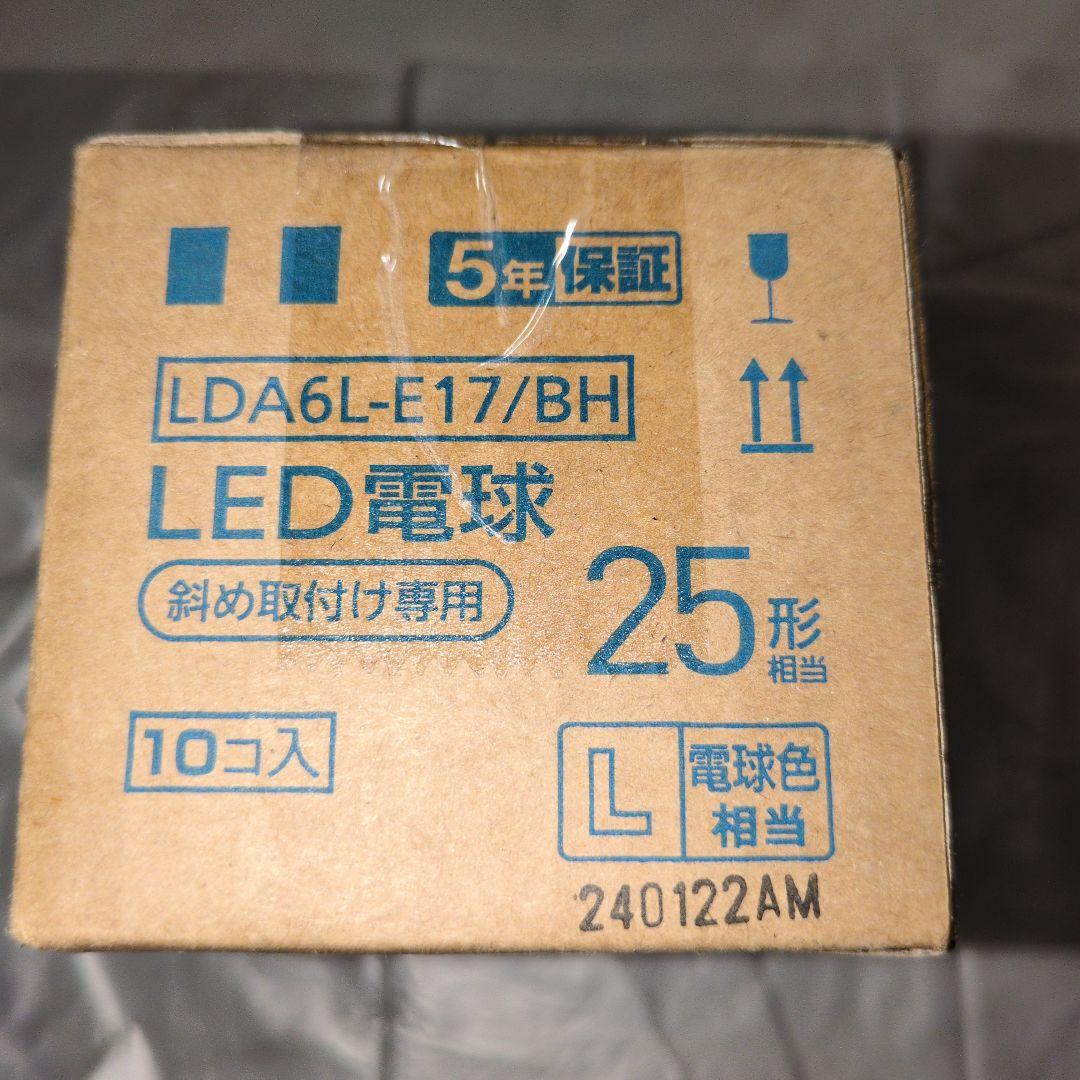 5年保証
LDA6L-E17/BH
LED電球
斜め取付け専用
25形
相当
10コ入
L
電球色
相当
240122AM